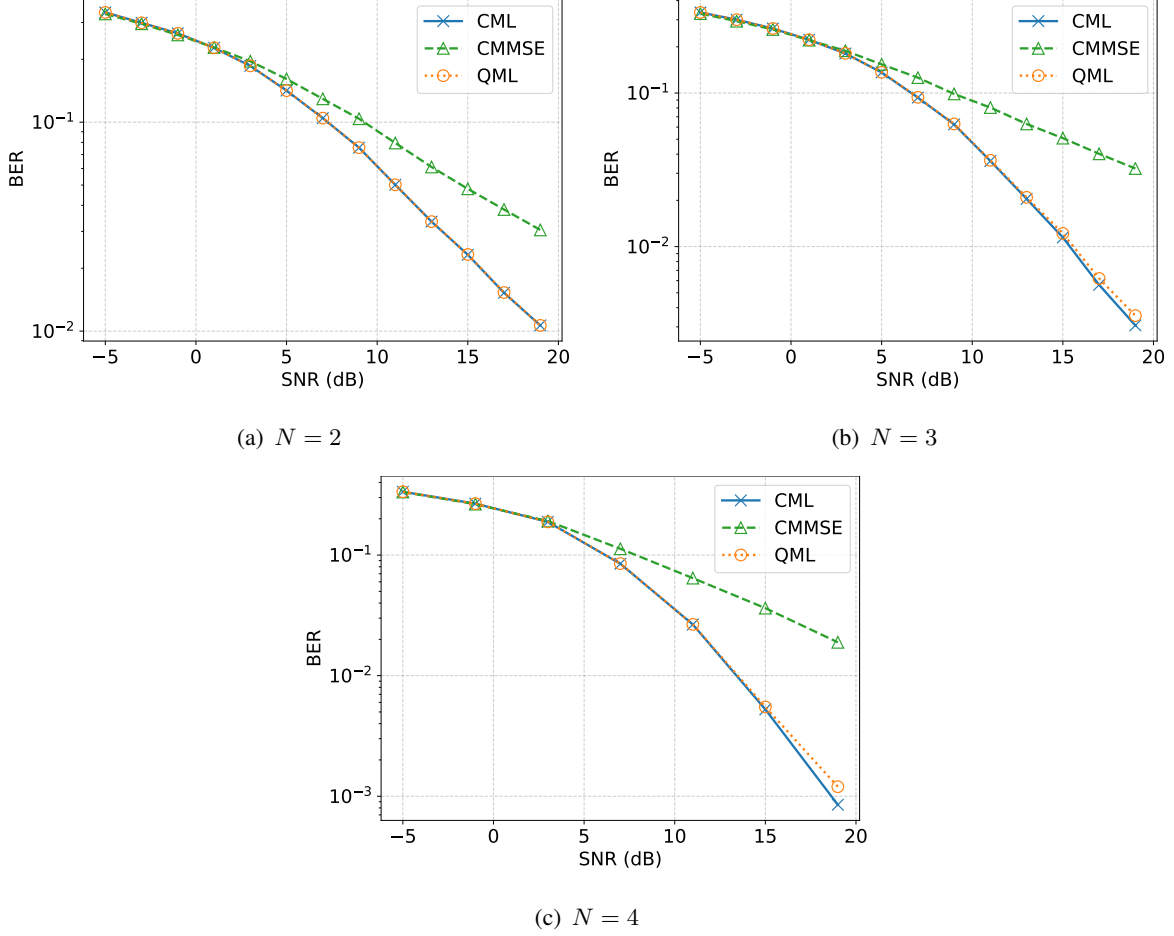 CML
CMMSE
QML
10⁻¹
10⁻²
BER
−5 0 5 10 15 20
SNR (dB)
(a) N = 2
CML
CMMSE
QML
10⁻¹
10⁻²
BER
−5 0 5 10 15 20
SNR (dB)
(b) N = 3
CML
CMMSE
QML
10⁻¹
10⁻²
10⁻³
BER
−5 0 5 10 15 20
SNR (dB)
(c) N = 4